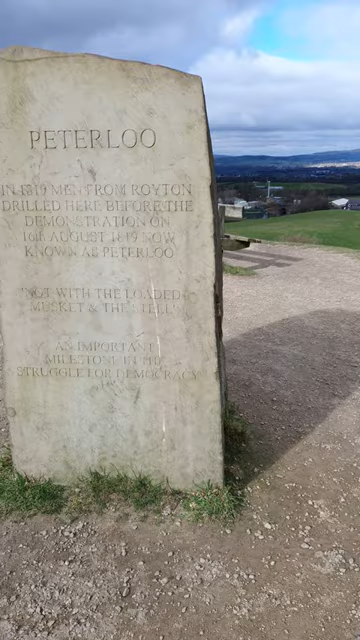 PETERLOO
IN 1819 MEN FROM ROYTON
DRILLED HERE BEFORE THE
DEMONSTRATION ON
16th AUGUST 1819 NOW
KNOWN AS PETERLOO
"NOT WITH THE LOADED
MUSKET & THE STEEL"
AN IMPORTANT
MILESTONE IN THE
STRUGGLE FOR DEMOCRACY